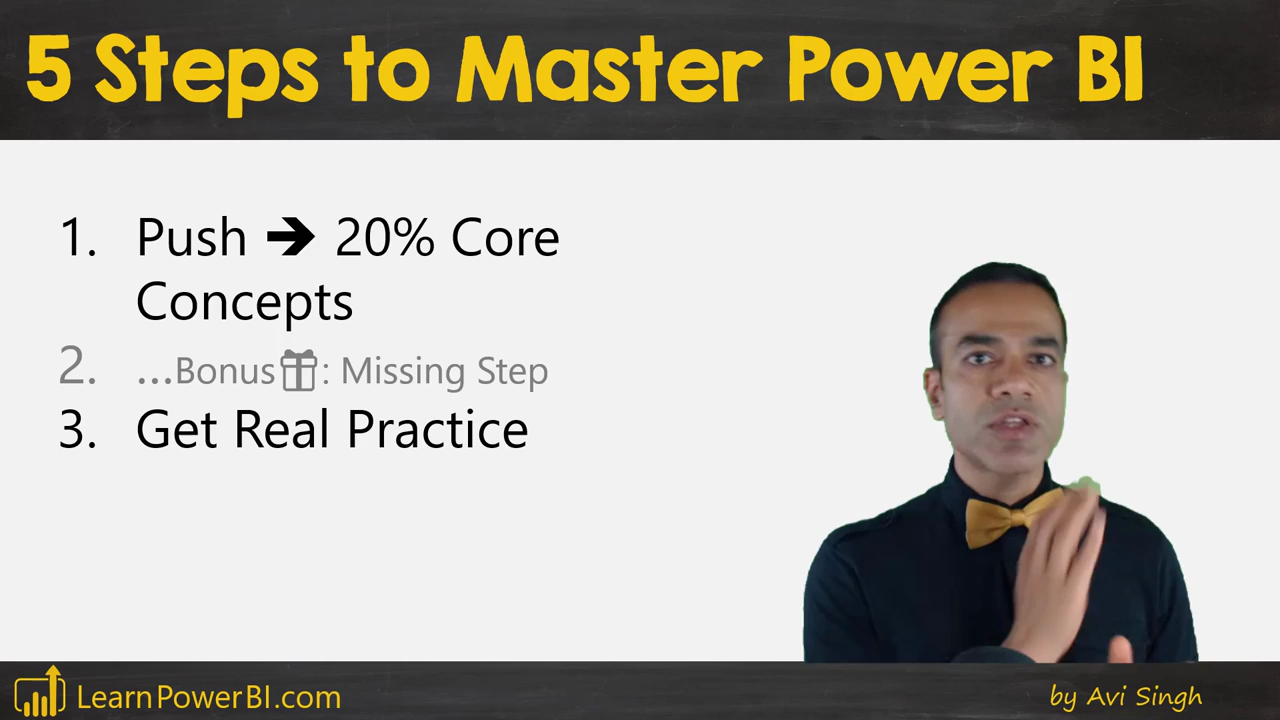 5 Steps to Master Power BI
1. Push ➔ 20% Core
Concepts
2. ...Bonus🎁: Missing Step
3. Get Real Practice
LearnPowerBI.com
by Avi Singh